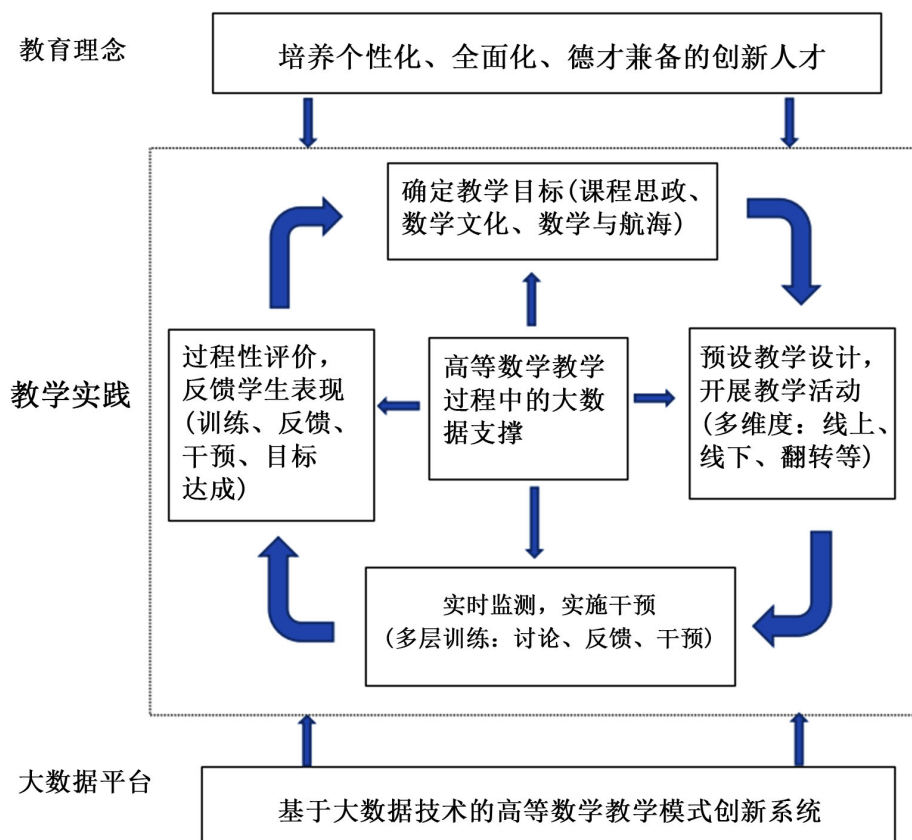 教育理念
培养个性化、全面化、德才兼备的创新人才
确定教学目标(课程思政、
数学文化、数学与航海)
过程性评价,
反馈学生表现
(训练、反馈、
干预、目标
达成)
高等数学教学
过程中的大数
据支撑
预设教学设计,
开展教学活动
(多维度：线上、
线下、翻转等)
教学实践
实时监测，实施干预
(多层训练：讨论、反馈、干预)
大数据平台
基于大数据技术的高等数学教学模式创新系统